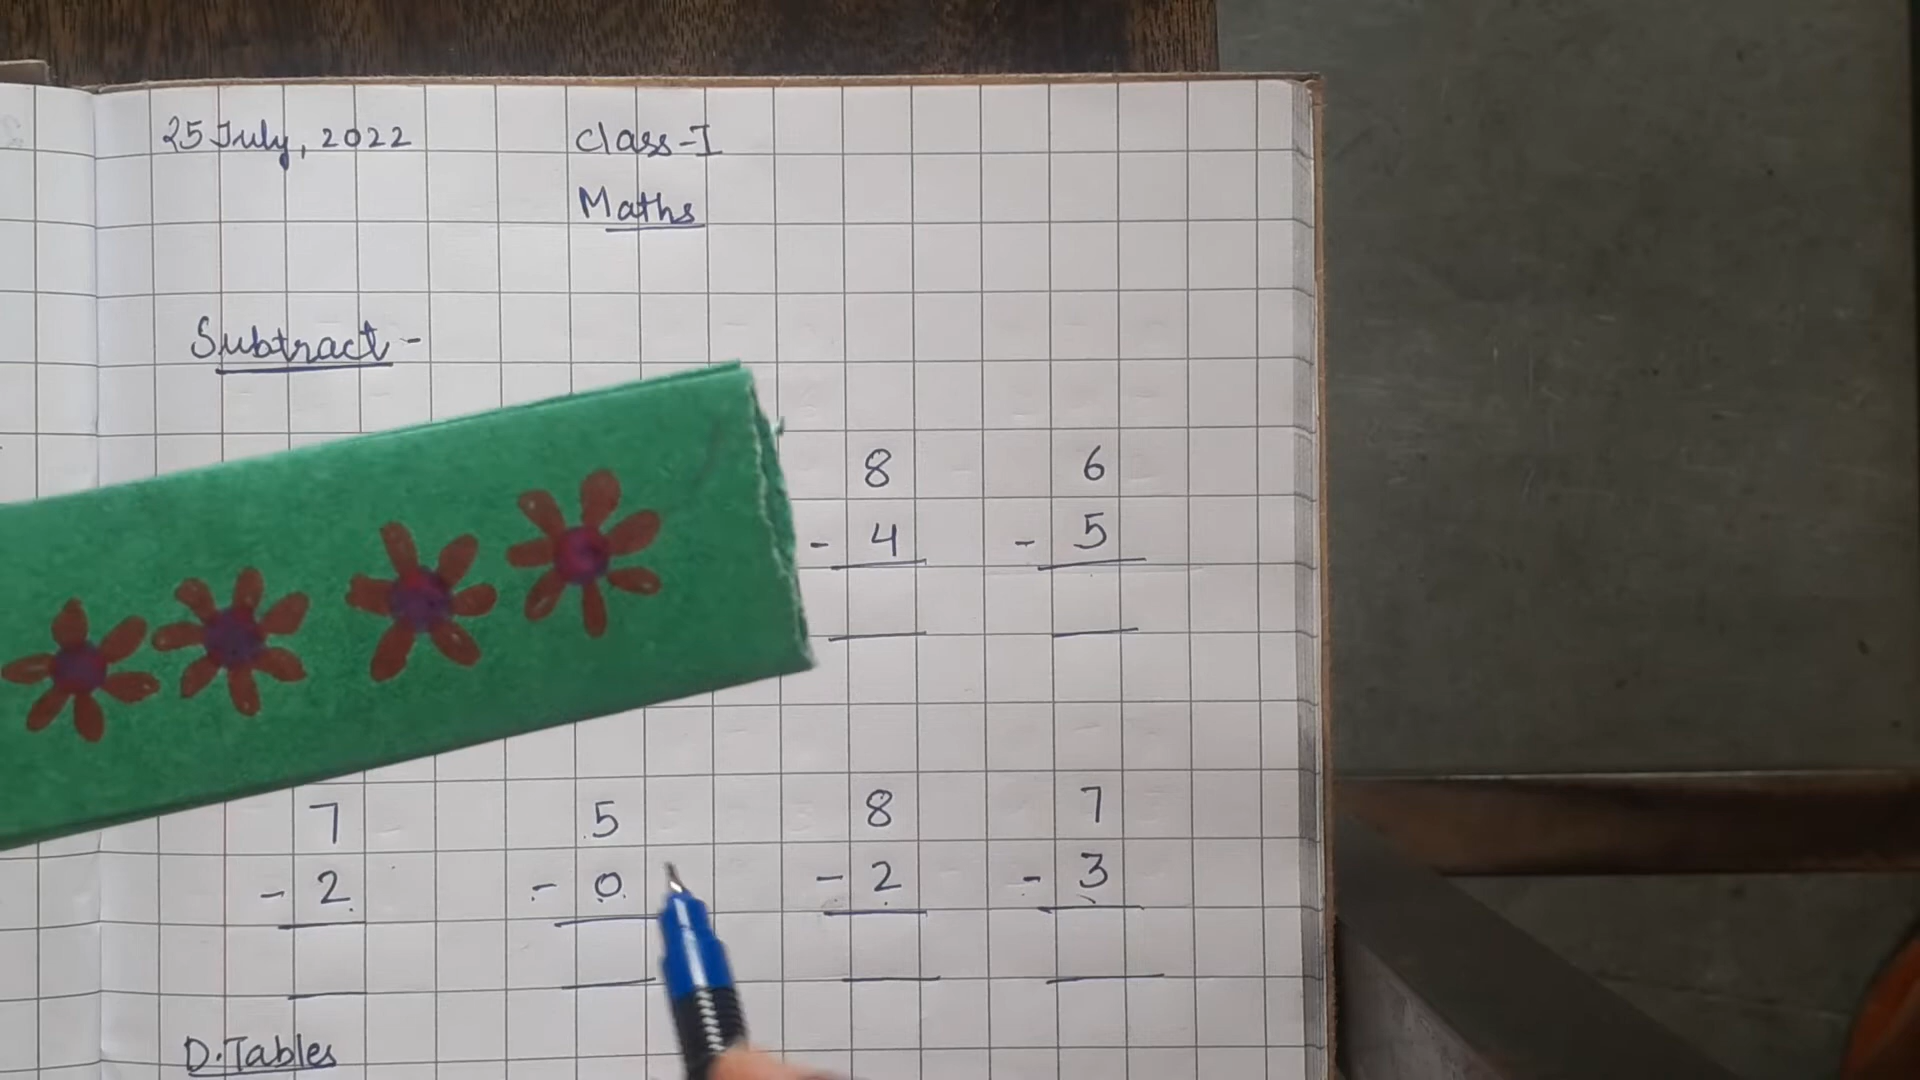 25 July, 2022 Class-I
Maths
Subtract-
8 6
- 4 - 5
7 5 8 7
- 2 - 0 - 2 - 3
D.Tables